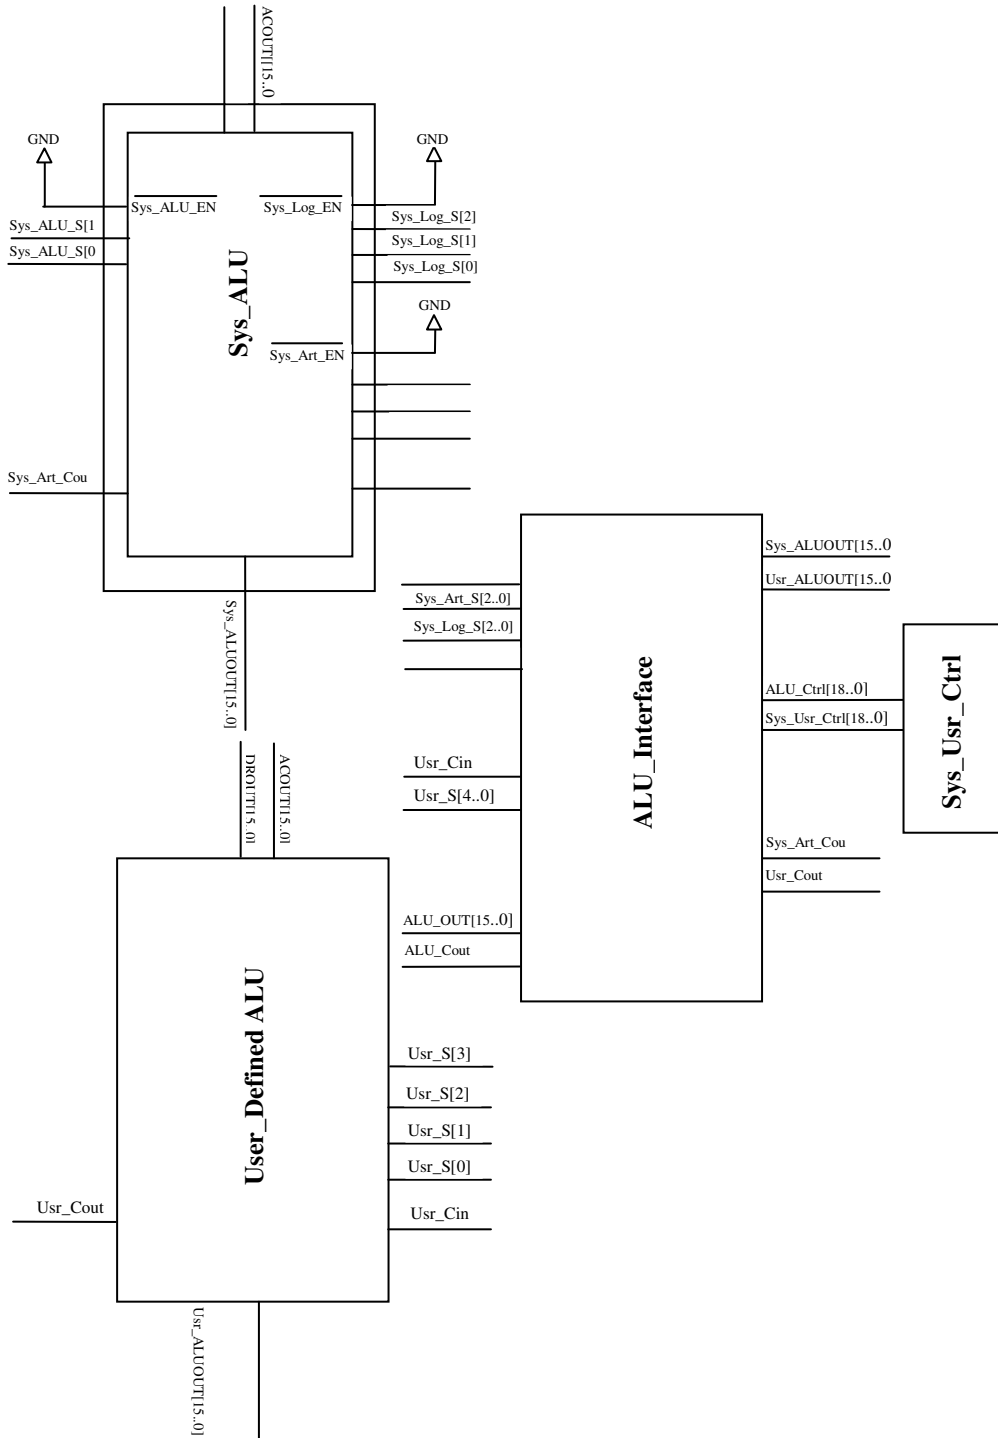 ACOUT[[15..0
GND
GND
Sys_ALU_EN
Sys_Log_EN
Sys_ALU_S[1
Sys_ALU_S[0
Sys_Log_S[2]
Sys_Log_S[1]
Sys_Log_S[0]
Sys_ALU
GND
Sys_Art_EN
Sys_Art_Cou
Sys_ALUOUT[15..0]
Sys_ALUOUT[15..0
Usr_ALUOUT[15..0
Sys_Art_S[2..0]
Sys_Log_S[2..0]
ALU_Interface
ALU_Ctrl[18..0]
Sys_Usr_Ctrl[18..0]
Sys_Usr_Ctrl
Usr_Cin
Usr_S[4..0]
Sys_Art_Cou
Usr_Cout
ALU_OUT[15..0]
ALU_Cout
DROUT[15..0]
ACOUT[15..0]
User_Defined ALU
Usr_S[3]
Usr_S[2]
Usr_S[1]
Usr_S[0]
Usr_Cout
Usr_Cin
Usr_ALUOUT[15..0]